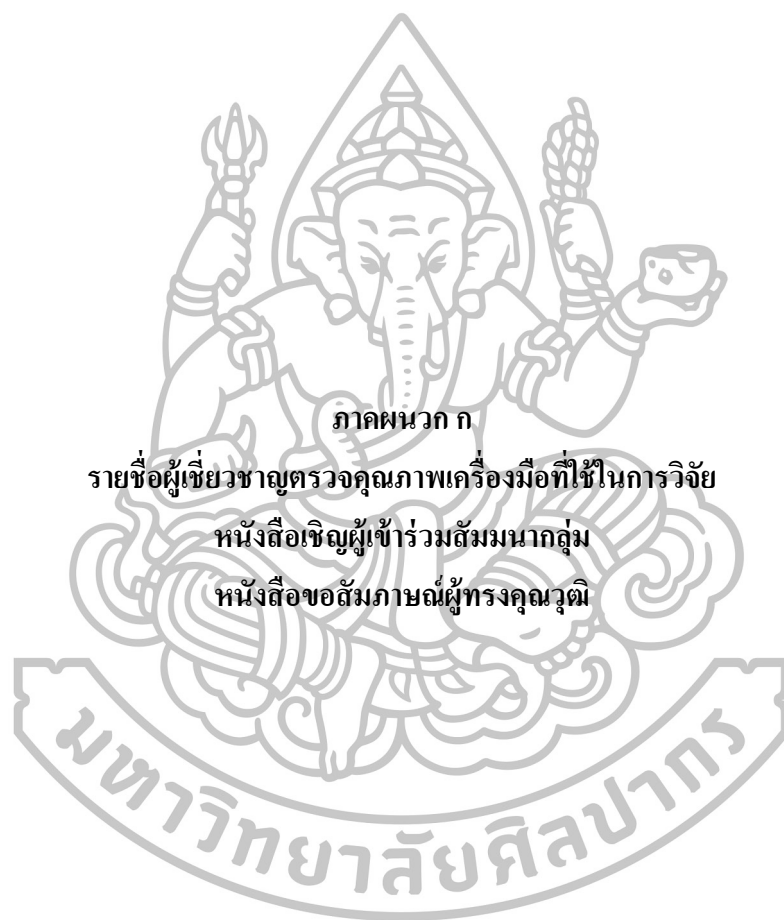 ภาคผนวก ก
รายชื่อผู้เชี่ยวชาญตรวจคุณภาพเครื่องมือที่ใช้ในการวิจัย
หนังสือเชิญผู้เข้าร่วมสัมมนากลุ่ม
หนังสือขอสัมภาษณ์ผู้ทรงคุณวุฒิ
มหาวิทยาลัยศิลปากร